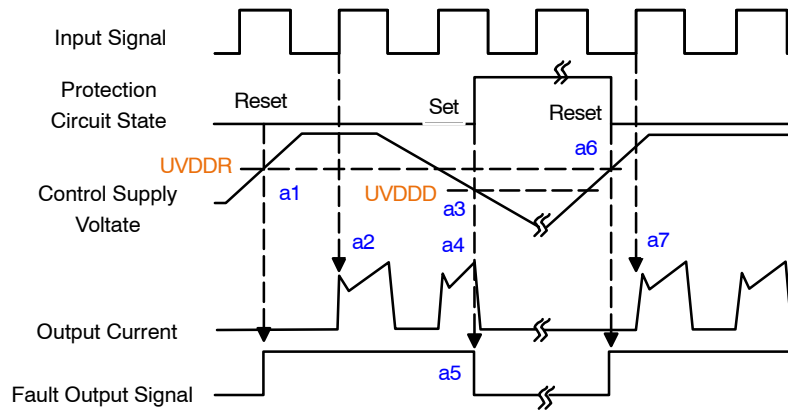 Input Signal
Protection
Circuit State
Reset
Set
Reset
a6
UVDDR
a1
UVDDD
a3
Control Supply
Voltate
a2
a4
a7
Output Current
a5
Fault Output Signal